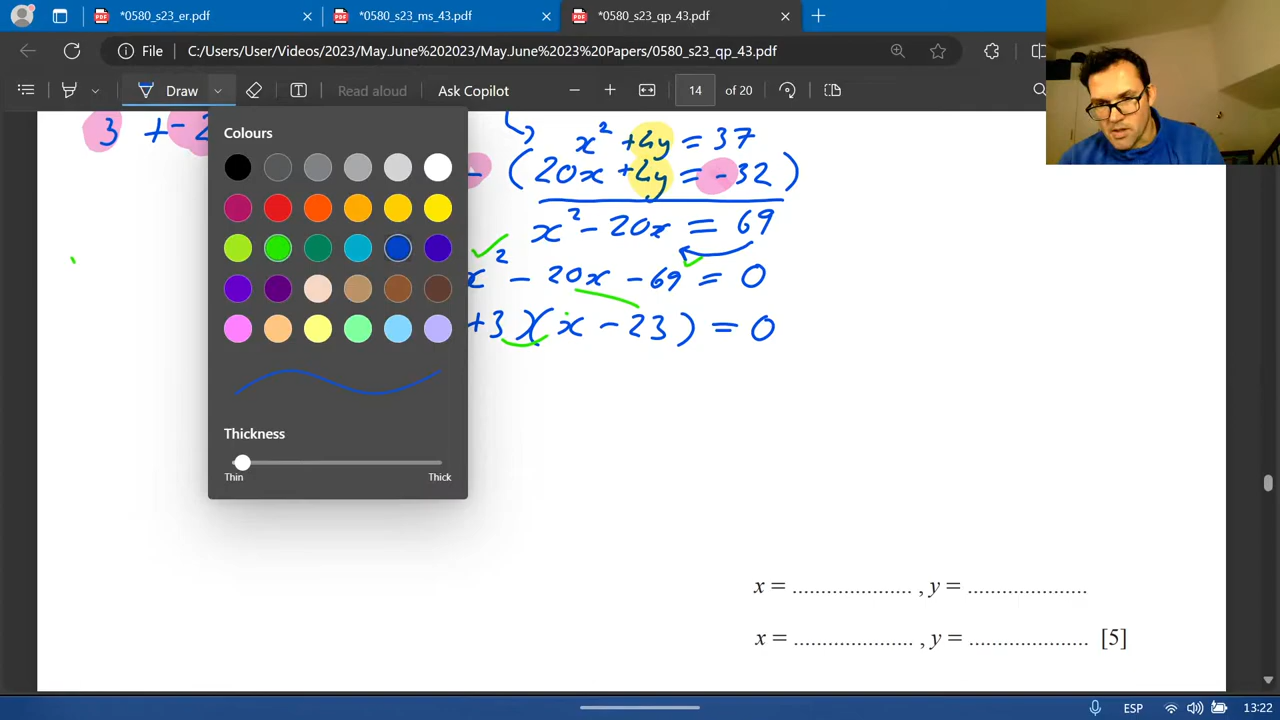 *0580_s23_er.pdf
*0580_s23_ms_43.pdf
*0580_s23_qp_43.pdf
File
C:/Users/User/Videos/2023/May.June%202023/May.June%2023%20Papers/0580_s23_qp_43.pdf
Draw
Read aloud
Ask Copilot
14 of 20
Colours
3 + - 2
x² + 4y = 37
- ( 20x + 4y = - 32 )
x² - 20x = 69
x² - 20x - 69 = 0
+ 3 ) ( x - 23 ) = 0
Thickness
Thin
Thick
x = ..................... , y = .....................
x = ..................... , y = ..................... [5]
ESP
13:22